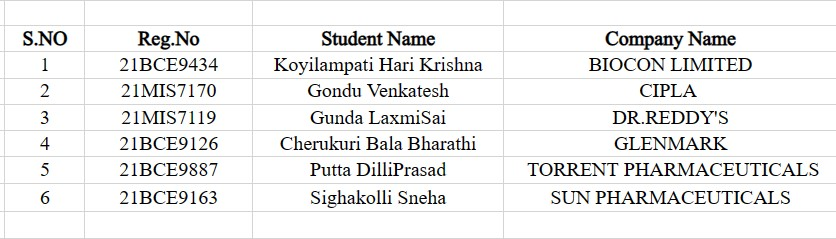 S.NO Reg.No Student Name Company Name
1 21BCE9434 Koyilampati Hari Krishna BIOCON LIMITED
2 21MIS7170 Gondu Venkatesh CIPLA
3 21MIS7119 Gunda LaxmiSai DR.REDDY'S
4 21BCE9126 Cherukuri Bala Bharathi GLENMARK
5 21BCE9887 Putta DilliPrasad TORRENT PHARMACEUTICALS
6 21BCE9163 Sighakolli Sneha SUN PHARMACEUTICALS